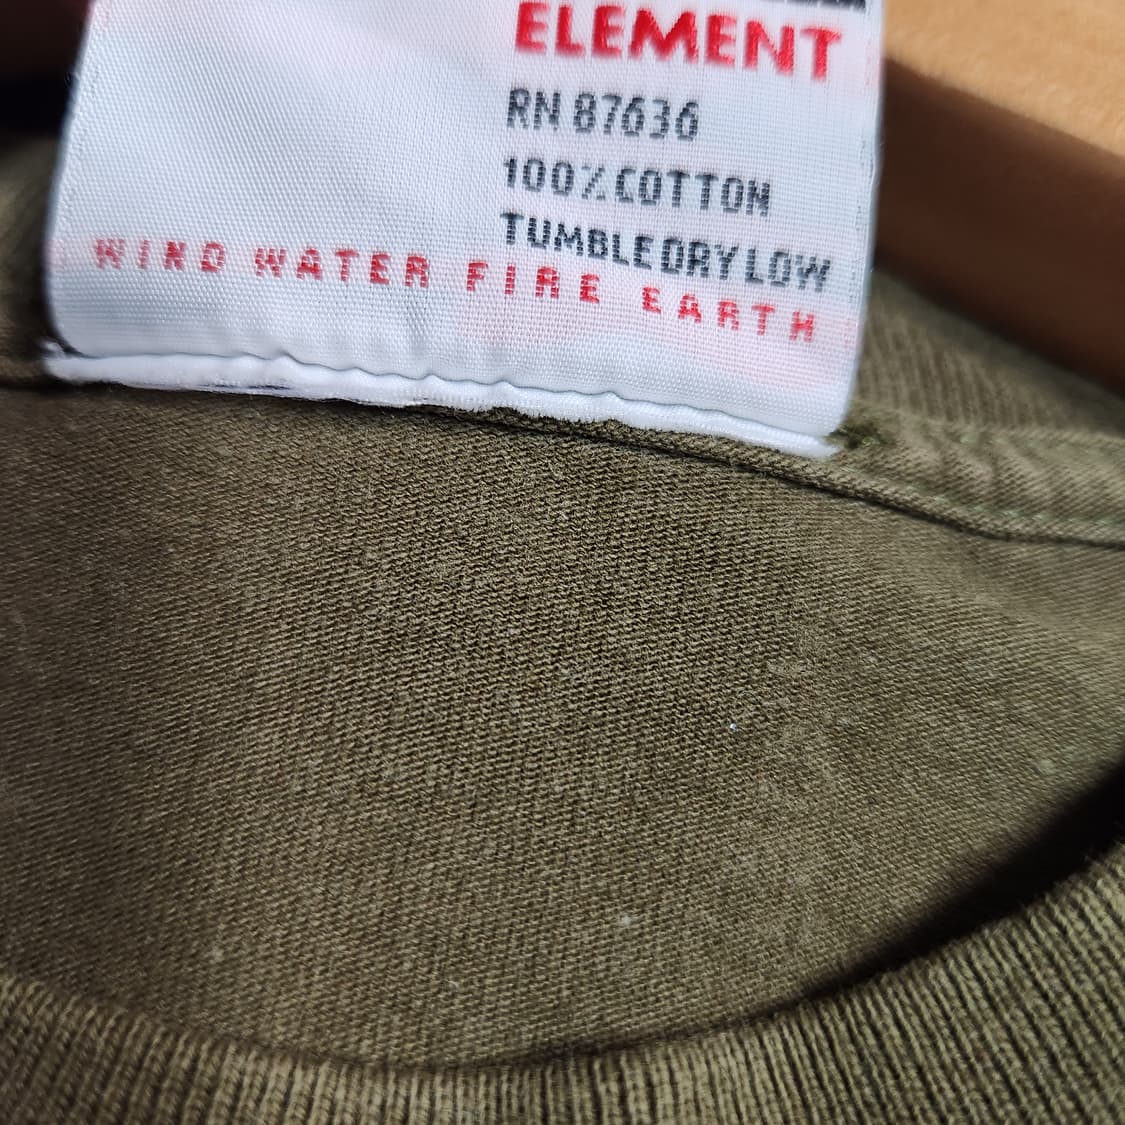 ELEMENT
RN 87636
100% COTTON
TUMBLE DRY LOW
WIND WATER FIRE EARTH